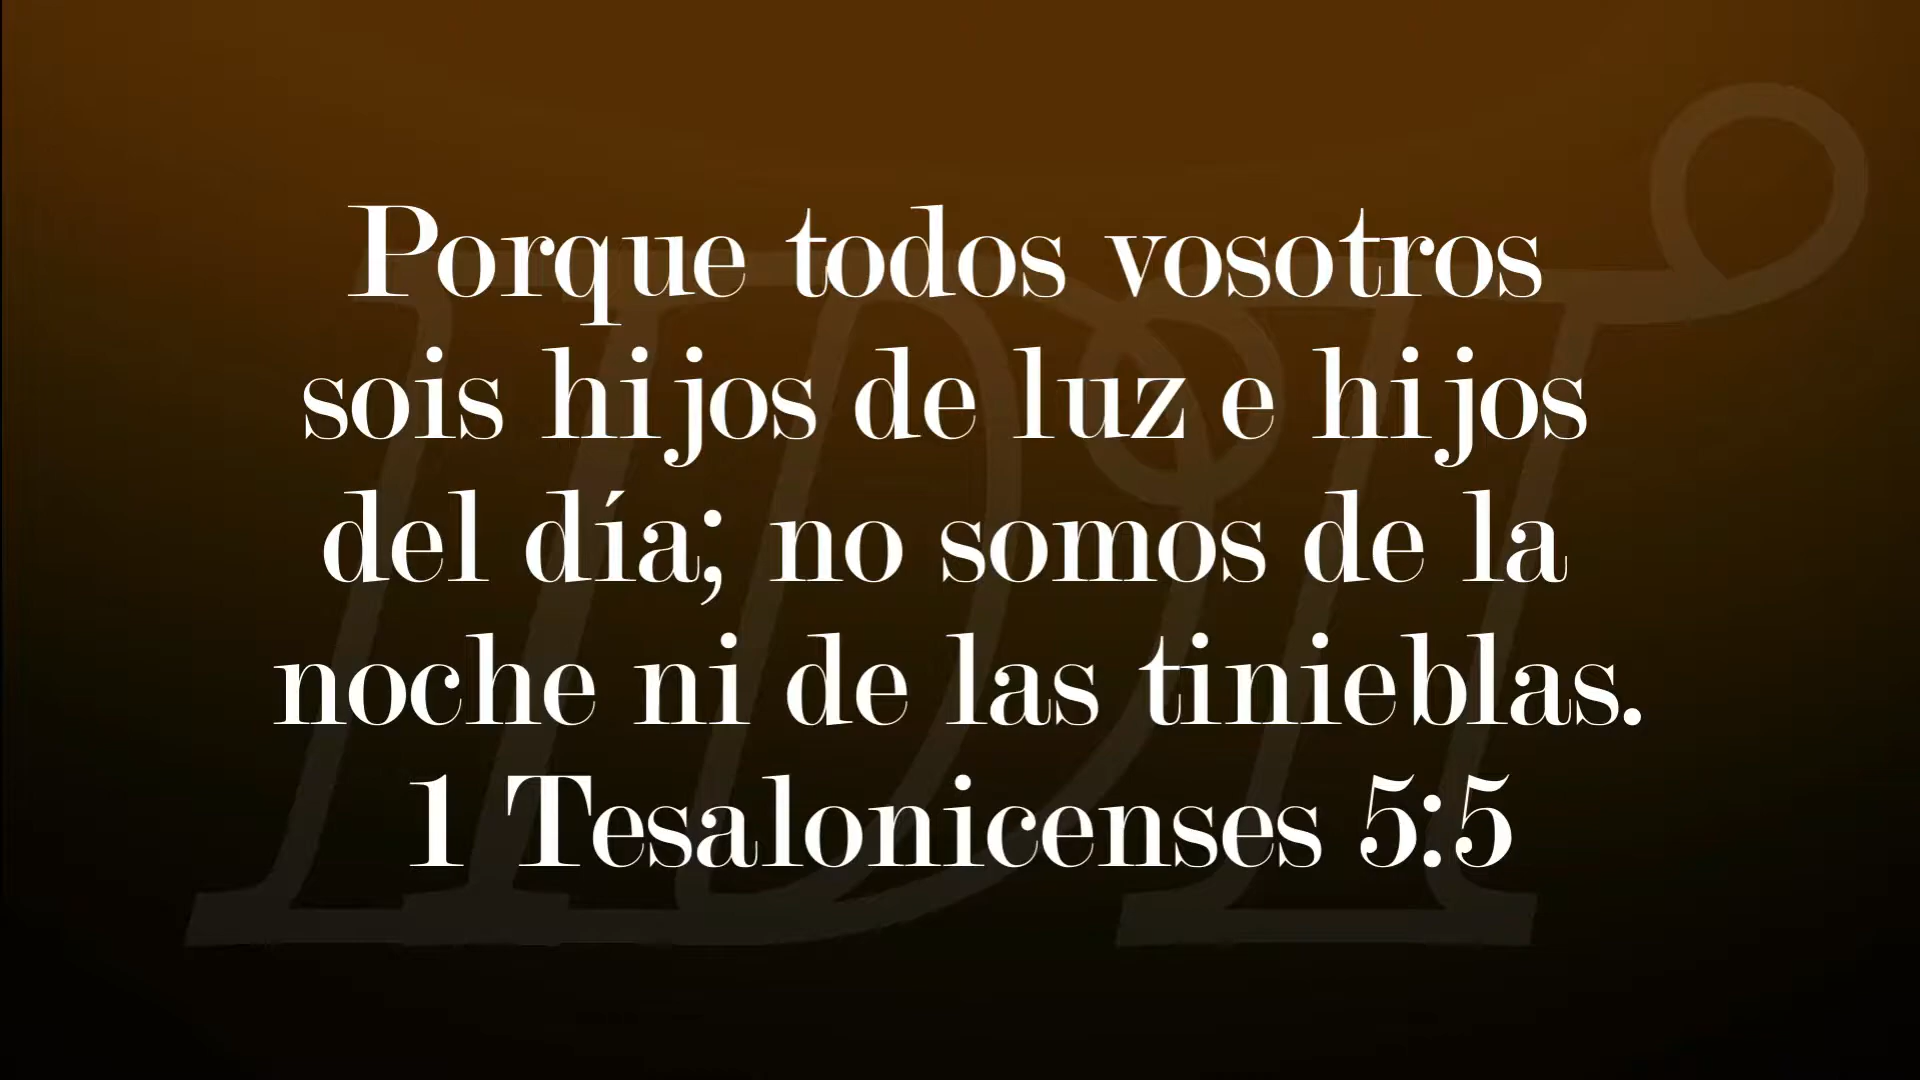 Porque todos vosotros
sois hijos de luz e hijos
del día; no somos de la
noche ni de las tinieblas.
1 Tesalonicenses 5:5